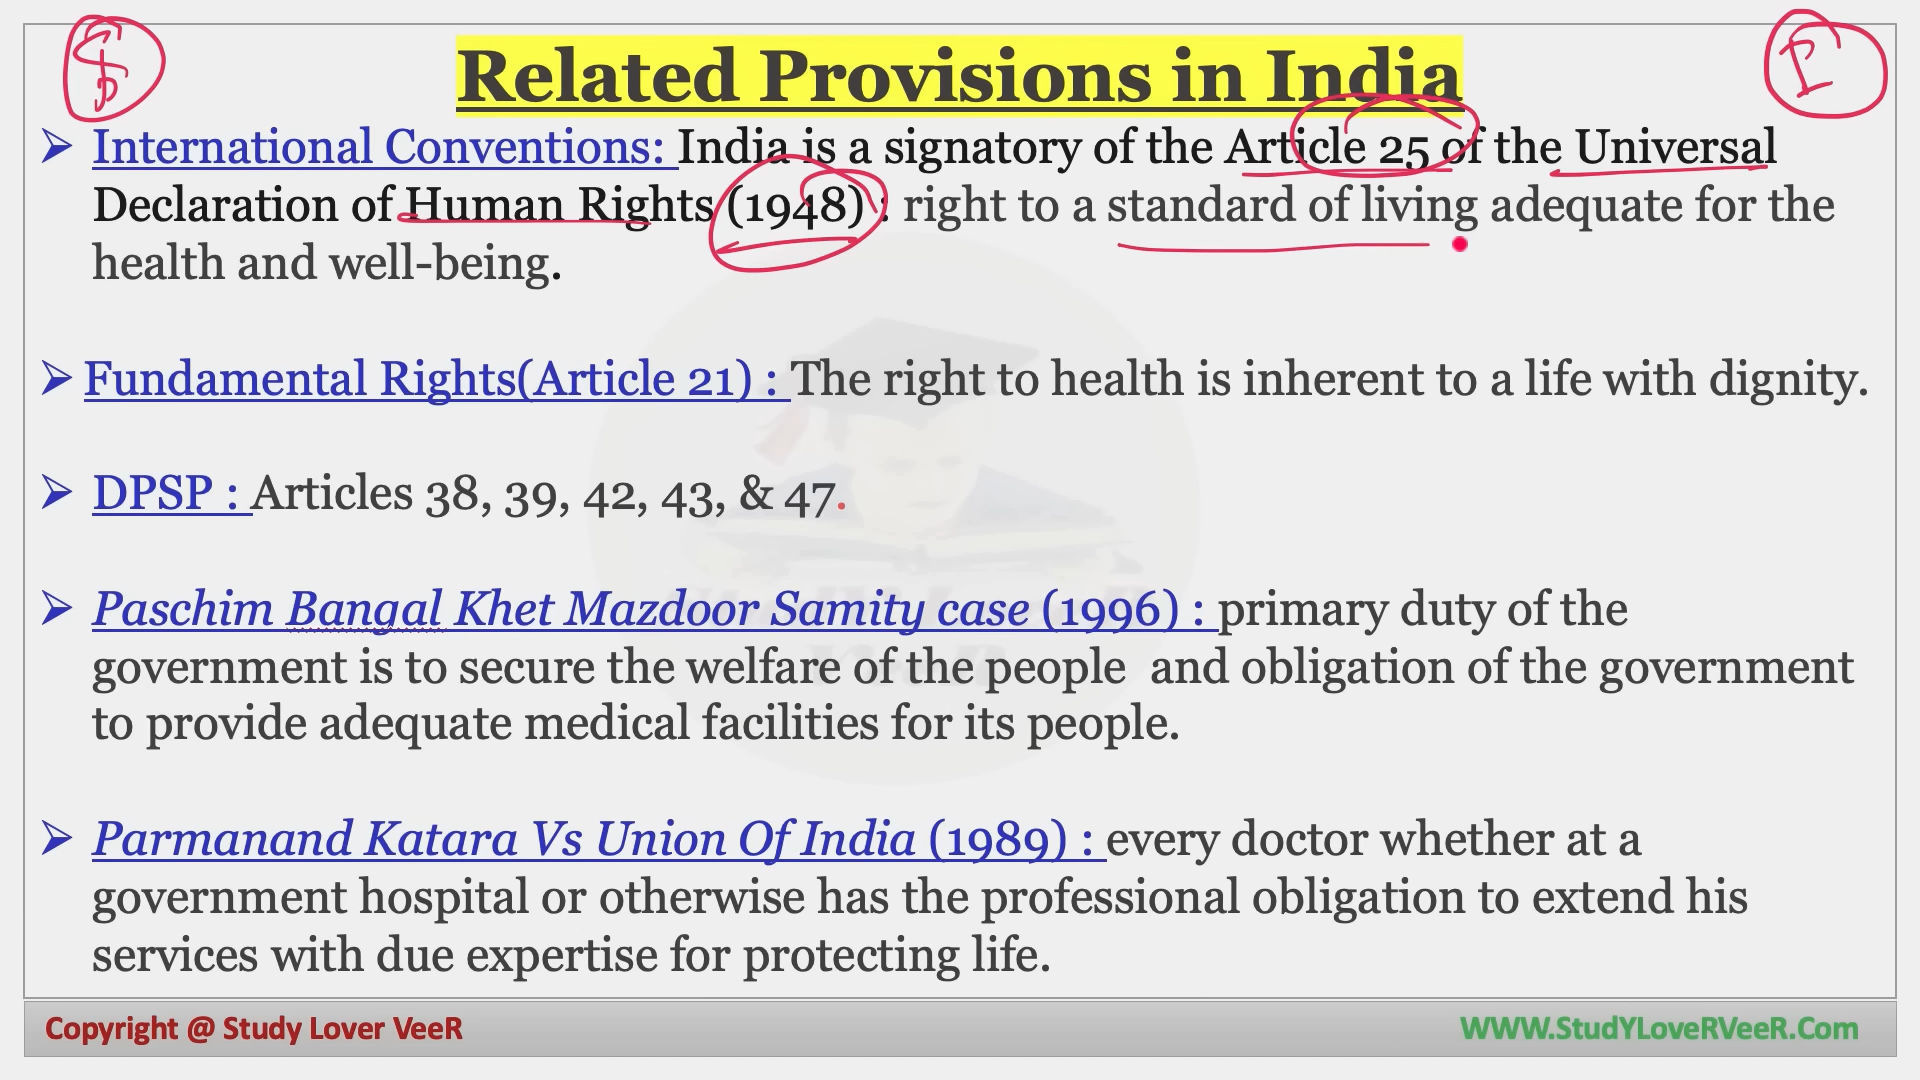 Related Provisions in India
➢ International Conventions: India is a signatory of the Article 25 of the Universal
Declaration of Human Rights (1948) : right to a standard of living adequate for the
health and well-being.
➢ Fundamental Rights(Article 21) : The right to health is inherent to a life with dignity.
➢ DPSP : Articles 38, 39, 42, 43, & 47.
➢ Paschim Bangal Khet Mazdoor Samity case (1996) : primary duty of the
government is to secure the welfare of the people and obligation of the government
to provide adequate medical facilities for its people.
➢ Parmanand Katara Vs Union Of India (1989) : every doctor whether at a
government hospital or otherwise has the professional obligation to extend his
services with due expertise for protecting life.
Copyright @ Study Lover VeeR
WWW.StudYLoveRVeeR.Com